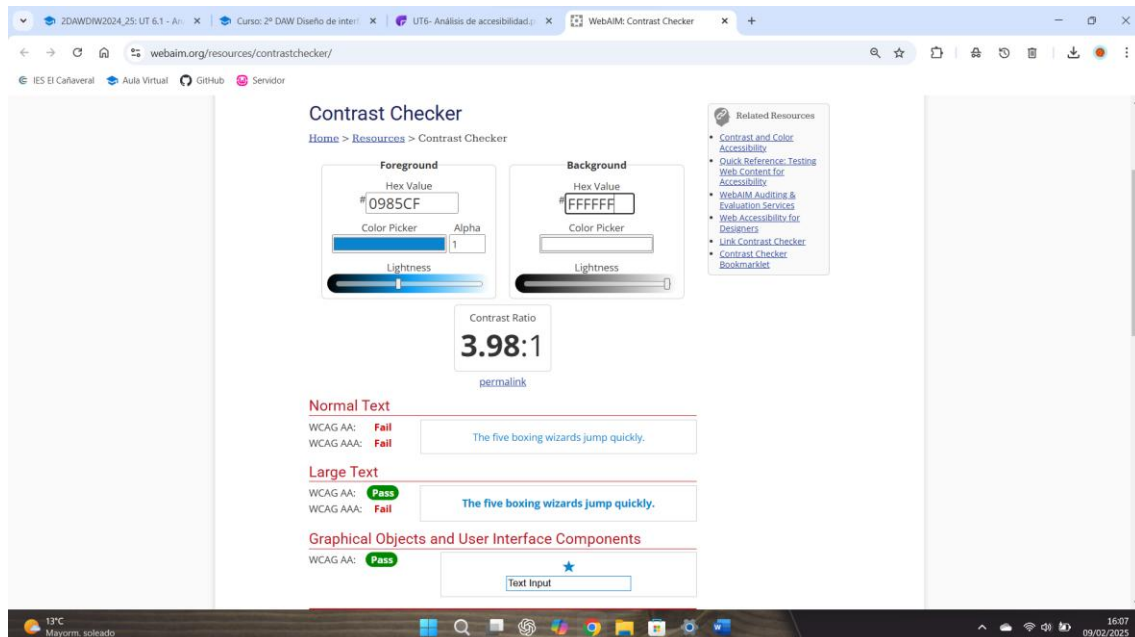 2DAWDIW2024_25: UT 6.1 - An
Curso: 2º DAW Diseño de interf
UT6- Análisis de accesibilidad.p
WebAIM: Contrast Checker
webaim.org/resources/contrastchecker/
IES El Cañaveral
Aula Virtual
GitHub
Servidor
Contrast Checker
Home > Resources > Contrast Checker
Foreground
Hex Value
# 0985CF
Color Picker
Alpha
1
Lightness
Background
Hex Value
# FFFFFF
Color Picker
Lightness
Contrast Ratio
3.98:1
permalink
Related Resources
Contrast and Color
Accessibility
Quick Reference: Testing
Web Content for
Accessibility
WebAIM Auditing &
Evaluation Services
Web Accessibility for
Designers
Link Contrast Checker
Contrast Checker
Bookmarklet
Normal Text
WCAG AA: Fail
WCAG AAA: Fail
The five boxing wizards jump quickly.
Large Text
WCAG AA: Pass
WCAG AAA: Fail
The five boxing wizards jump quickly.
Graphical Objects and User Interface Components
WCAG AA: Pass
Text Input
13°C
Mayorm. soleado
16:07
09/02/2025